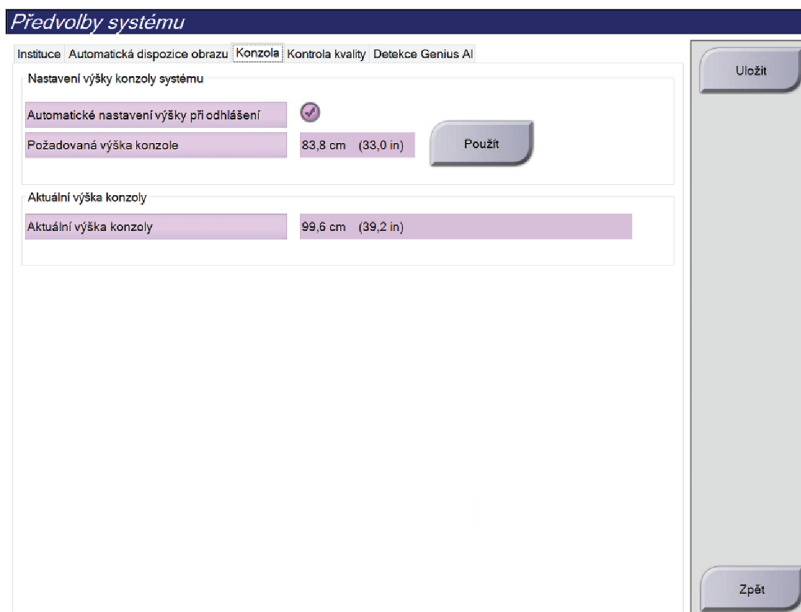 Předvolby systému
Instituce Automatická dispozice obrazu Konzola Kontrola kvality Detekce Genius AI
Uložit
Nastavení výšky konzoly systému
Automatické nastavení výšky při odhlášení
Požadovaná výška konzole 83,8 cm (33,0 in) Použít
Aktuální výška konzoly
Aktuální výška konzoly 99,6 cm (39,2 in)
Zpět